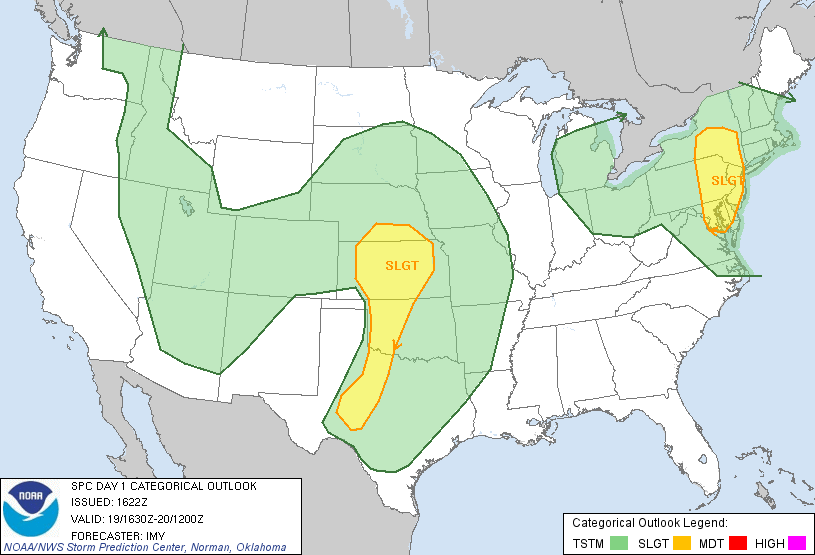 SLGT
SLGT
NOAA
SPC DAY 1 CATEGORICAL OUTLOOK
ISSUED: 1622Z
VALID: 19/1630Z-20/1200Z
FORECASTER: IMY
NOAA/NWS Storm Prediction Center, Norman, Oklahoma
Categorical Outlook Legend:
TSTM SLGT MDT HIGH